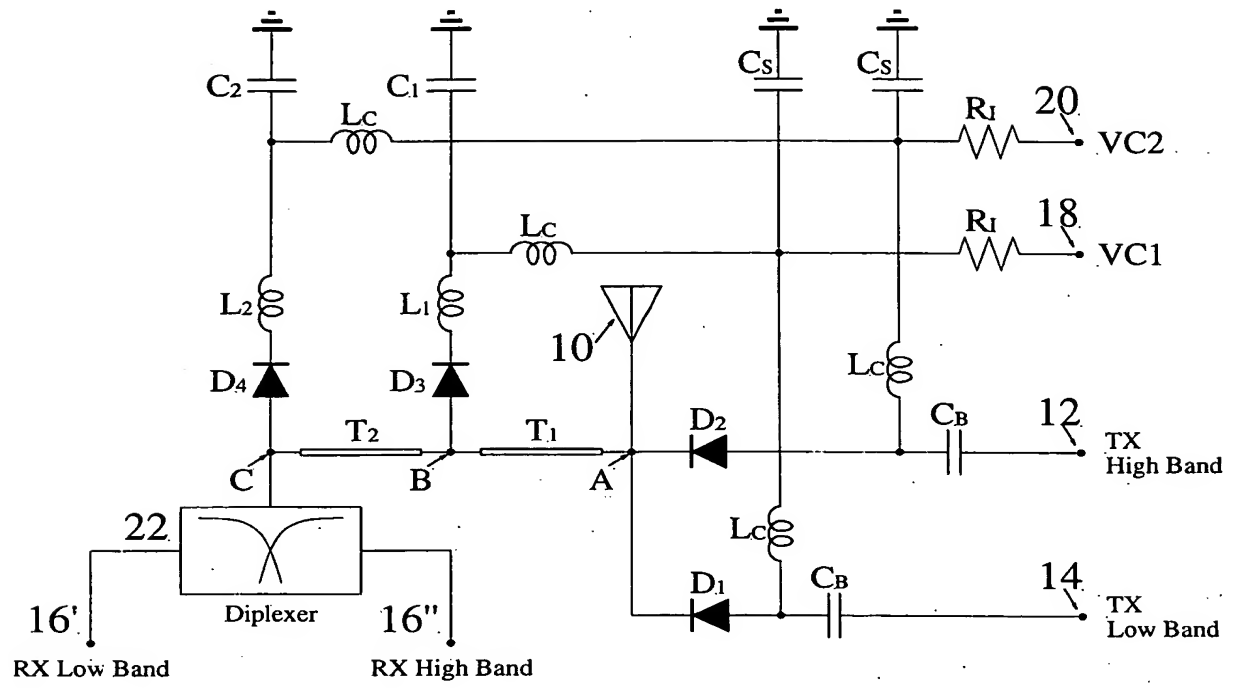 C2
C1
CS
CS
LC
RI
20
VC2
LC
RI
18
VC1
L2
L1
10
LC
D4
D3
D2
CB
12
T2
T1
TX
High Band
C
B
A
22
LC
D1
CB
14
TX
Low Band
Diplexer
16'
16"
RX Low Band
RX High Band